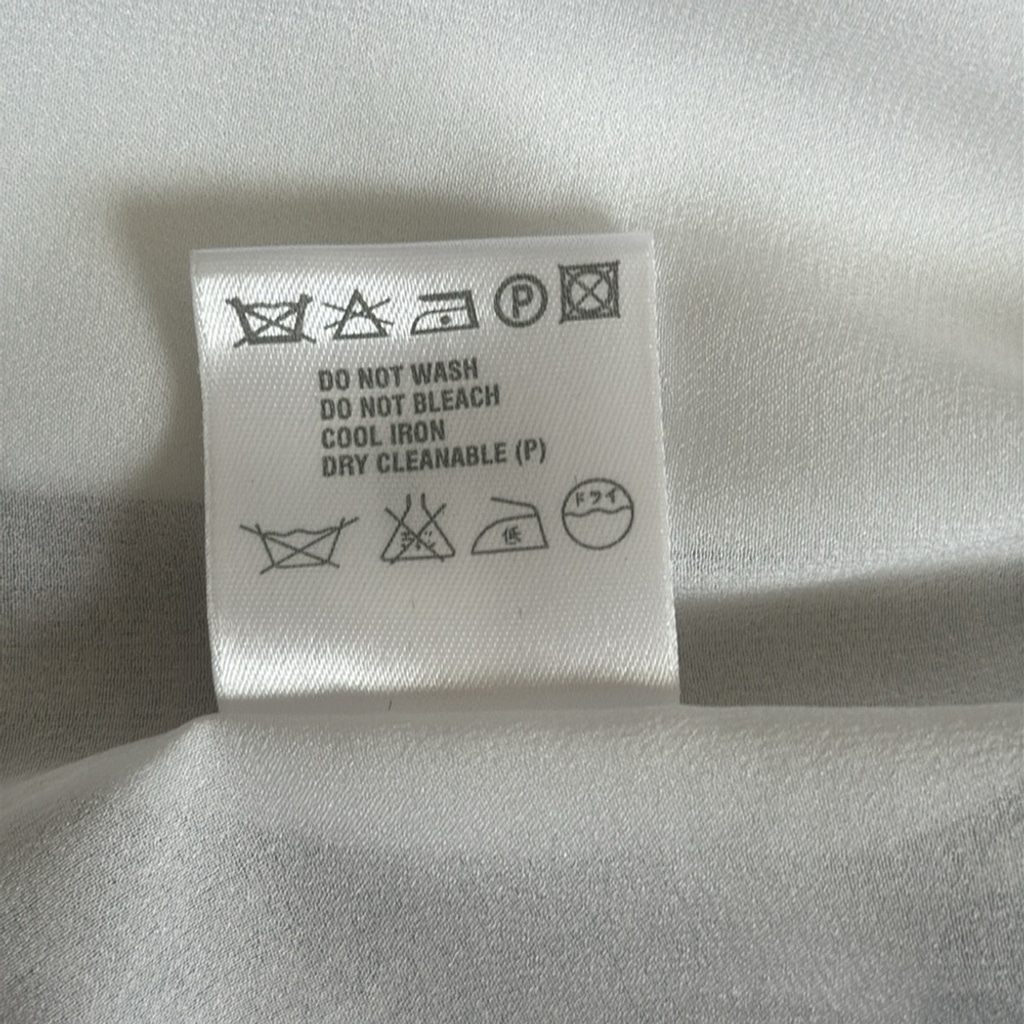 P
DO NOT WASH
DO NOT BLEACH
COOL IRON
DRY CLEANABLE (P)
低 ドライ